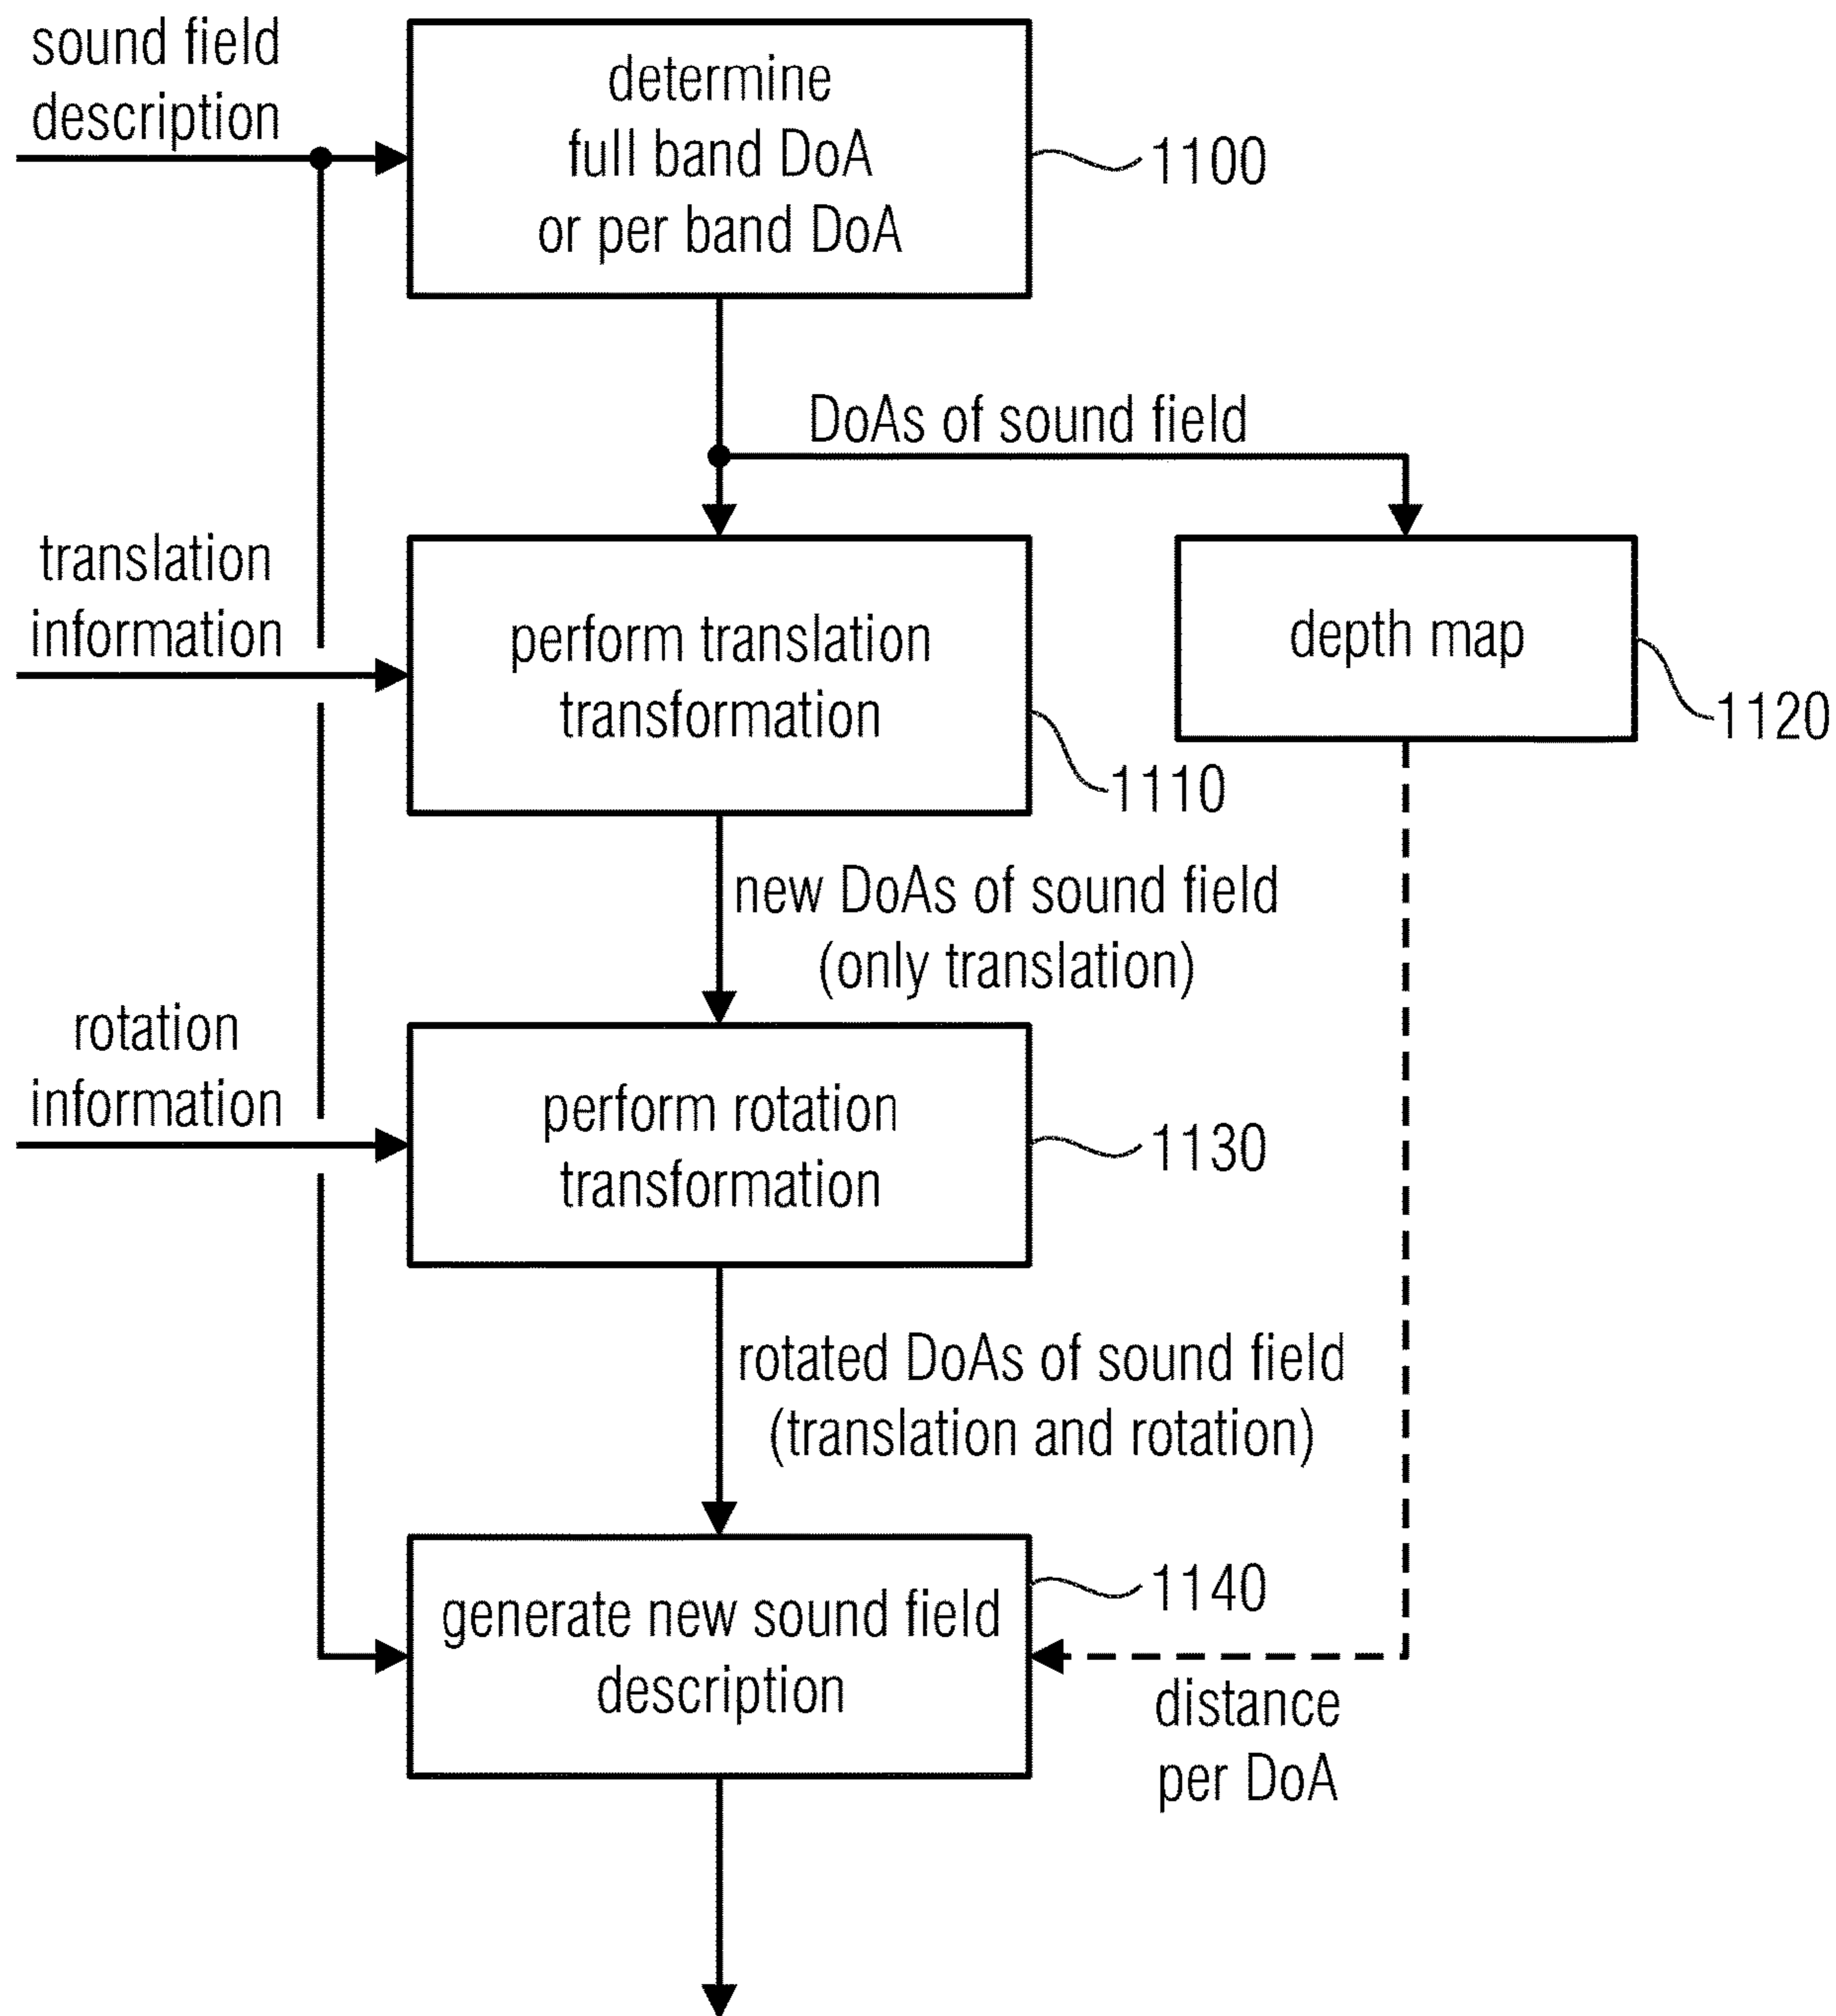 sound field
description
determine
full band DoA
or per band DoA
1100
DoAs of sound field
translation
information
perform translation
transformation
1110
depth map
1120
new DoAs of sound field
(only translation)
rotation
information
perform rotation
transformation
1130
rotated DoAs of sound field
(translation and rotation)
generate new sound field
description
1140
distance
per DoA